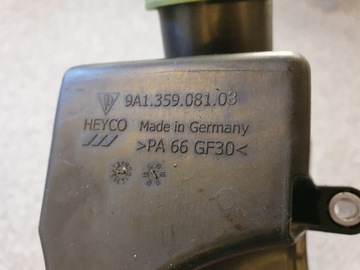 9A1.359.081.03
HEYCO Made in Germany
>PA 66 GF30<